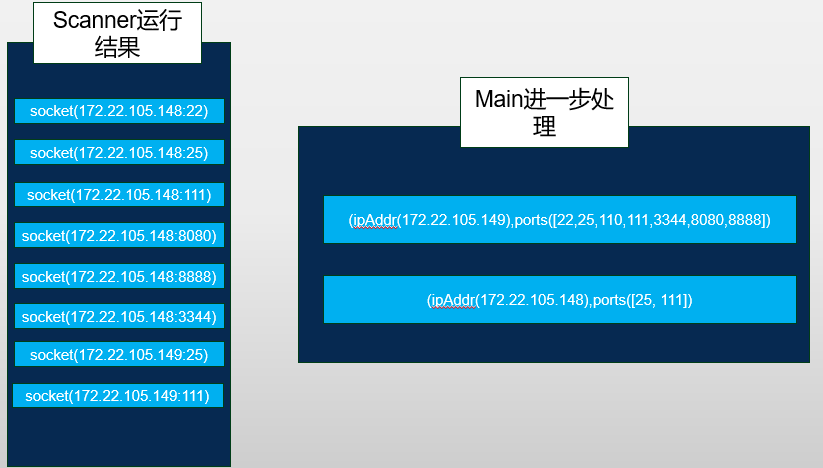 Scanner运行
结果
socket(172.22.105.148:22)
socket(172.22.105.148:25)
socket(172.22.105.148:111)
socket(172.22.105.148:8080)
socket(172.22.105.148:8888)
socket(172.22.105.148:3344)
socket(172.22.105.149:25)
socket(172.22.105.149:111)
Main进一步处
理
(ipAddr(172.22.105.149),ports([22,25,110,111,3344,8080,8888])
(ipAddr(172.22.105.148),ports([25, 111])